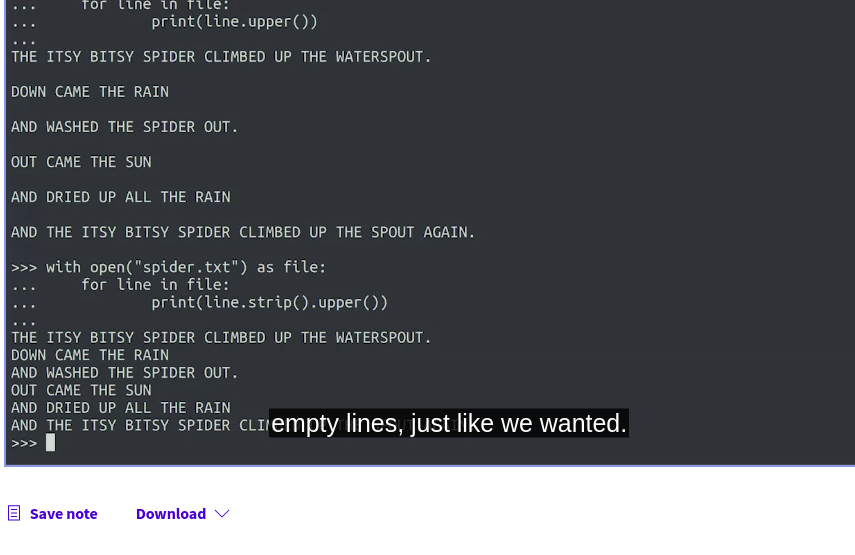 ...     for line in file:
...             print(line.upper())
...
THE ITSY BITSY SPIDER CLIMBED UP THE WATERSPOUT.
DOWN CAME THE RAIN
AND WASHED THE SPIDER OUT.
OUT CAME THE SUN
AND DRIED UP ALL THE RAIN
AND THE ITSY BITSY SPIDER CLIMBED UP THE SPOUT AGAIN.
>>> with open("spider.txt") as file:
...     for line in file:
...             print(line.strip().upper())
...
THE ITSY BITSY SPIDER CLIMBED UP THE WATERSPOUT.
DOWN CAME THE RAIN
AND WASHED THE SPIDER OUT.
OUT CAME THE SUN
AND DRIED UP ALL THE RAIN
AND THE ITSY BITSY SPIDER
empty lines, just like we wanted.
>>>
Save note
Download